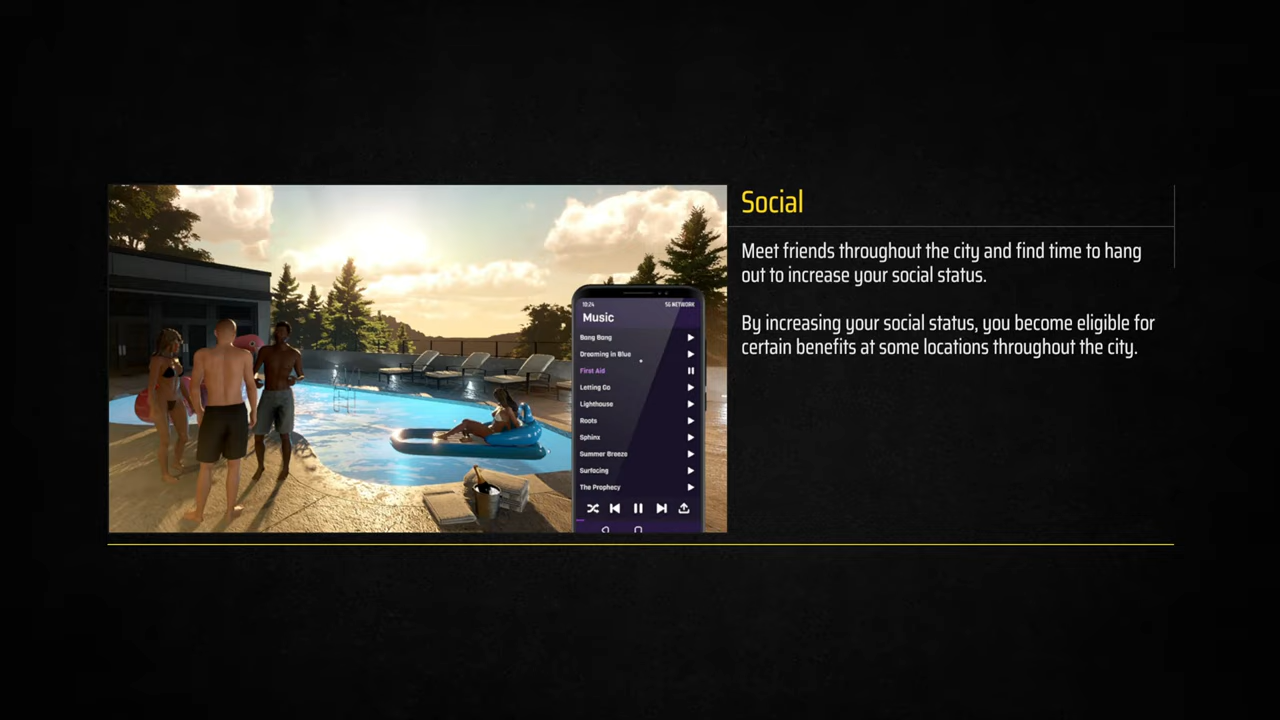 Social
Meet friends throughout the city and find time to hang
out to increase your social status.
By increasing your social status, you become eligible for
certain benefits at some locations throughout the city.
10:24 5G NETWORK
Music
Bang Bang
Dreaming in Blue
First Aid
Letting Go
Lighthouse
Roots
Sphinx
Summer Breeze
Surfacing
The Prophecy